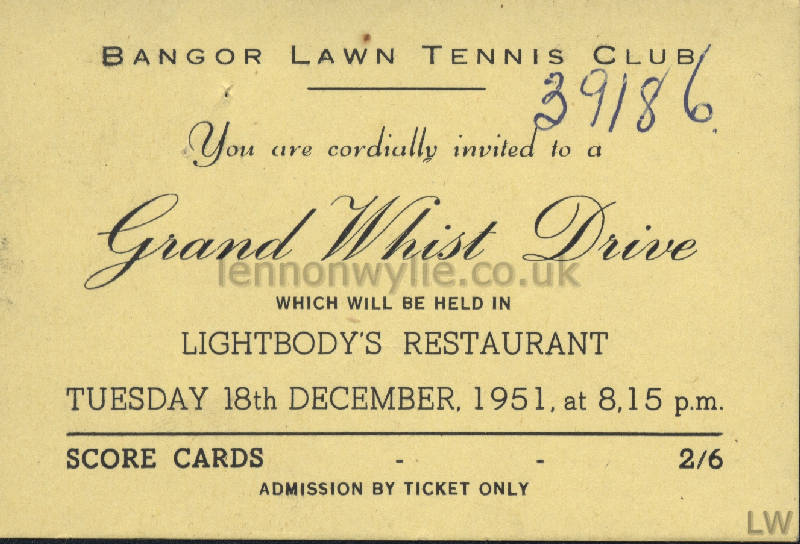 BANGOR LAWN TENNIS CLUB
39186
You are cordially invited to a
Grand Whist Drive
lennonwylie.co.uk
WHICH WILL BE HELD IN
LIGHTBODY'S RESTAURANT
TUESDAY 18th DECEMBER, 1951, at 8,15 p.m.
SCORE CARDS - - 2/6
ADMISSION BY TICKET ONLY
LW